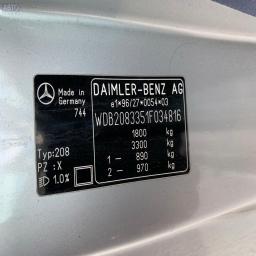 DAIMLER-BENZ AG
Made in
Germany
744
e1*96/27*0054*03
WDB2083351F034816
1800 kg
3300 kg
1- 890 kg
2- 970 kg
Typ:208
PZ :X
1.0%